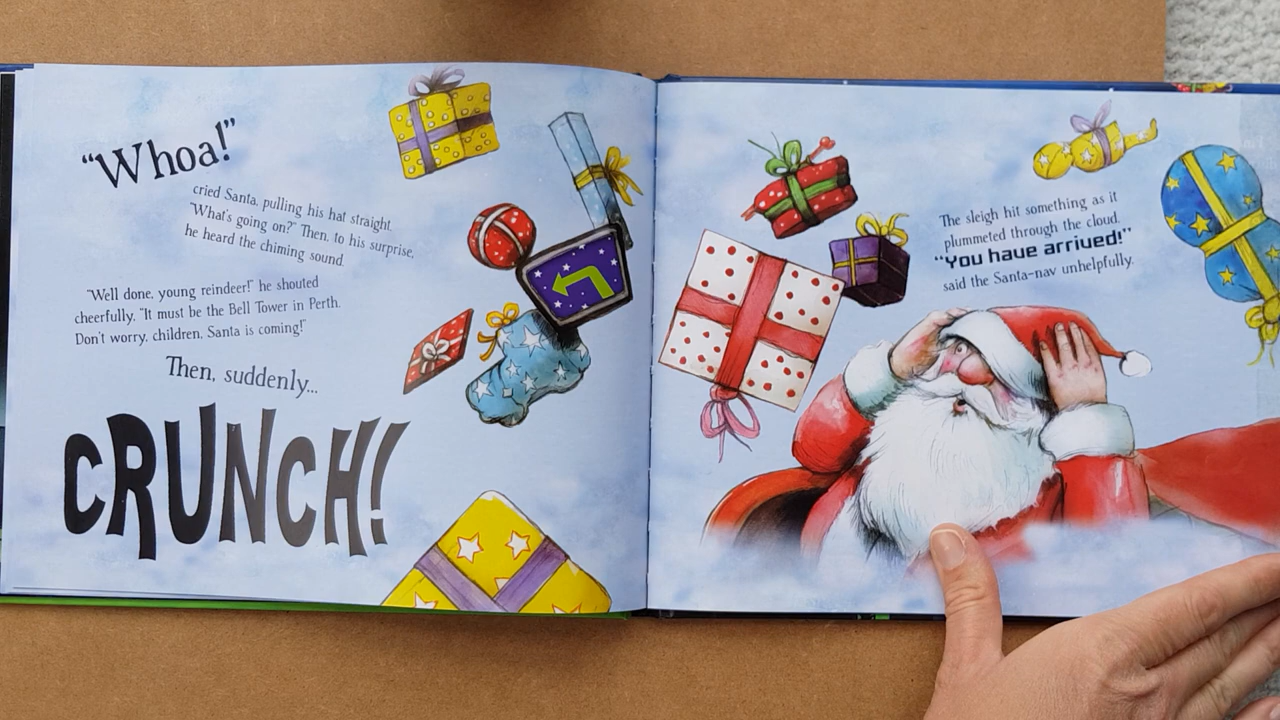 “Whoa!”
cried Santa, pulling his hat straight.
“What’s going on?” Then, to his surprise,
he heard the chiming sound.
“Well done, young reindeer!” he shouted
cheerfully. “It must be the Bell Tower in Perth.
Don’t worry, children, Santa is coming!”
Then, suddenly...
CRUNCH!
The sleigh hit something as it
plummeted through the cloud.
“You have arrived!”
said the Santa-nav unhelpfully.